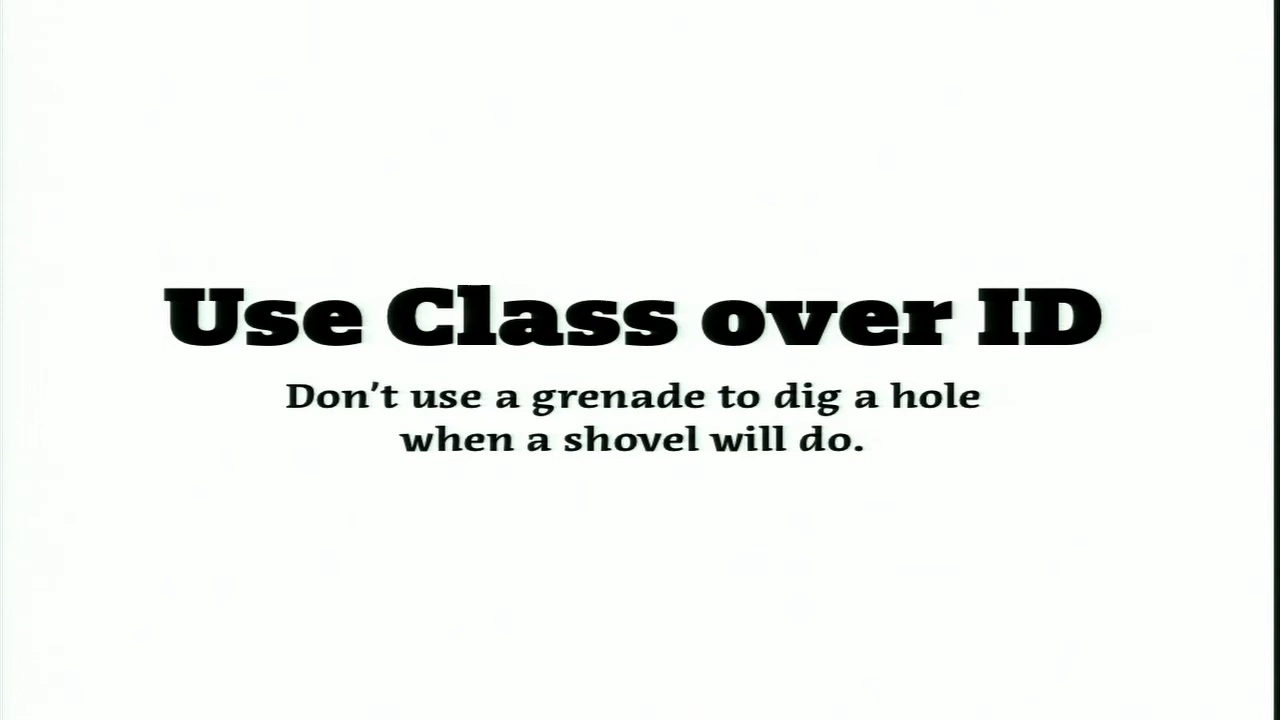 Use Class over ID
Don't use a grenade to dig a hole
when a shovel will do.